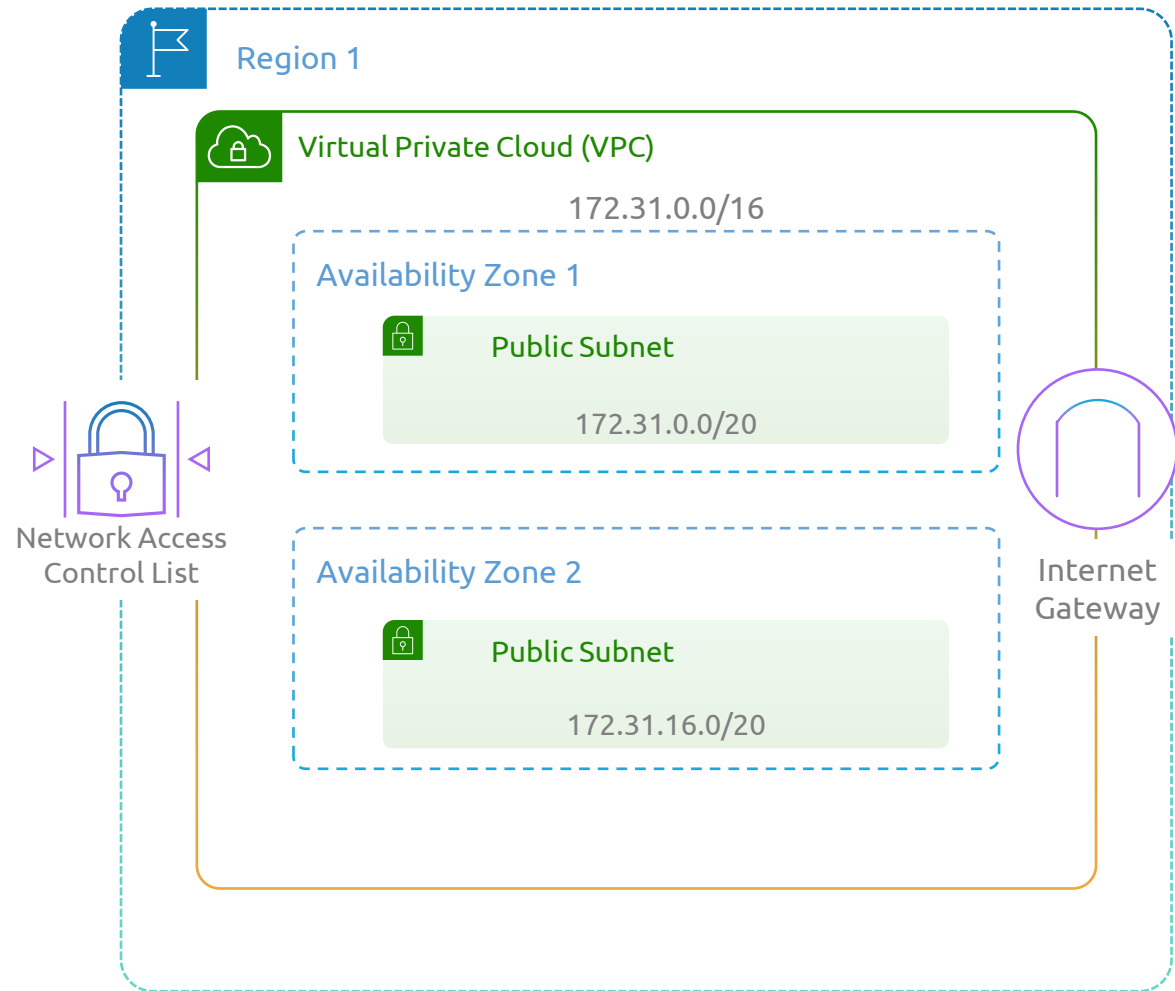 Region 1
Virtual Private Cloud (VPC)
172.31.0.0/16
Availability Zone 1
Public Subnet
172.31.0.0/20
Network Access
Control List
Internet
Gateway
Availability Zone 2
Public Subnet
172.31.16.0/20